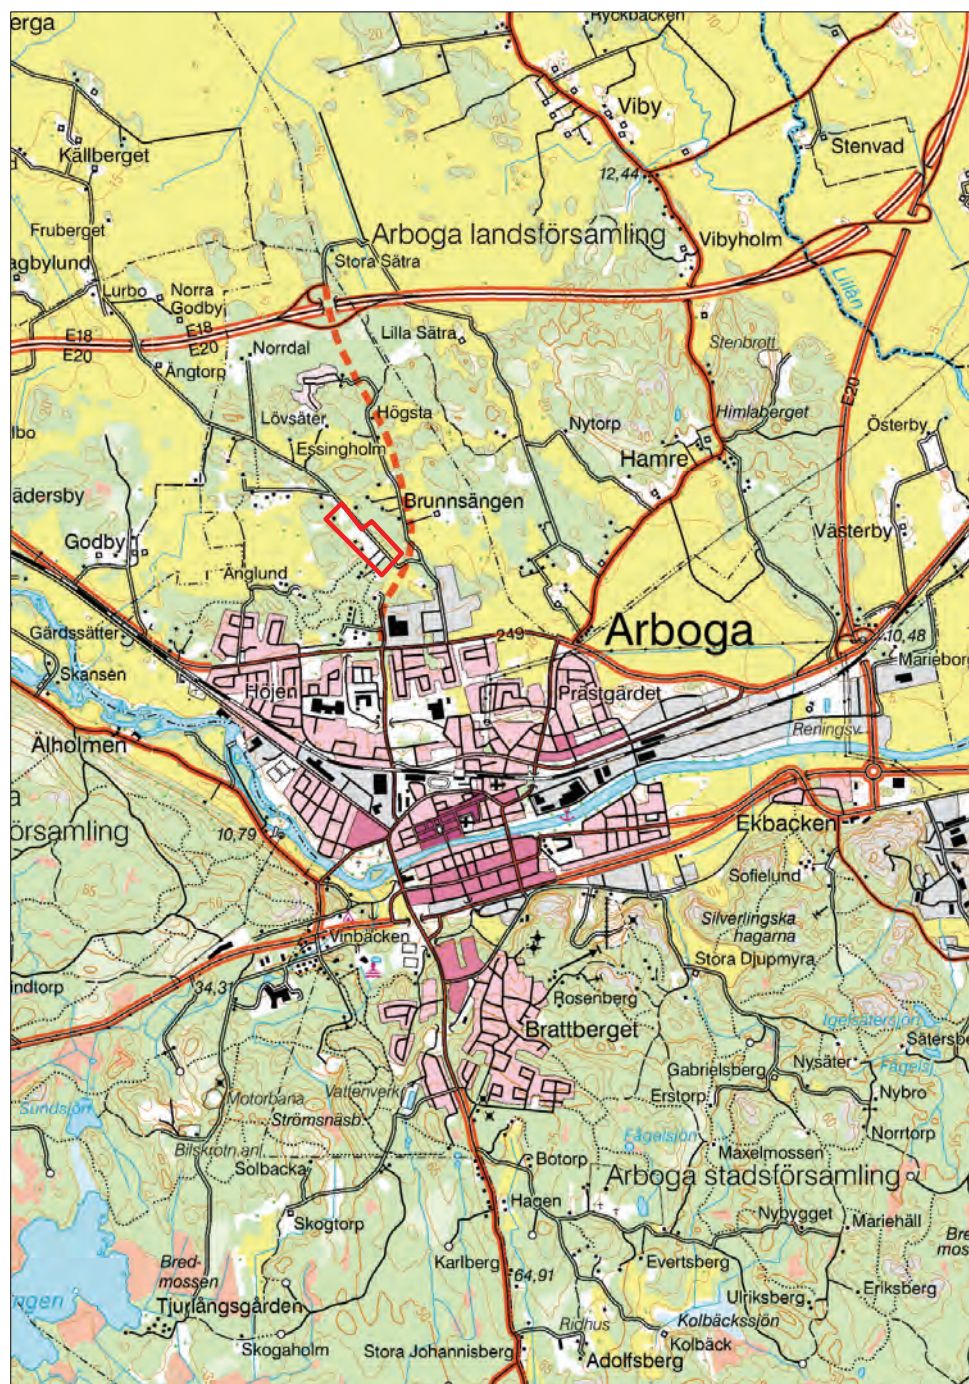 erga
Ryckbacken
Viby
Stenvad
Källberget
12,44
Fruberget
Arboga landsförsamling
Vibyholm
agbylund
Stora Sätra
Lurbo
Norra
Godby
Lillån
E18
E20
E18
E20
Lilla Sätra
Norrdal
Stenbrott
Ängtorp
E20
Högsta
Lövsäter
Himlaberget
Nytorp
Österby
lbo
Essingholm
Hamre
ädersby
Brunnsängen
Västerby
Godby
Änglund
Gärdssätter
249
Arboga
10,48
Skansen
Marieborg
Höjen
Prästgärdet
Älholmen
Reningsv.
a
örsamling
10,79
Ekbacken
Sofielund
Silverlingska
hagarna
Vinbäcken
Stora Djupmyra
indtorp
34,31
Rosenberg
Brattberget
Igelsätersjön
Sätersbe
Nysäter
Fågelsj.
Gabrielsberg
Motorbana
Vattenverk
Erstorp
Nybro
Sundsjön
Strömsnäsb.
Norrtorp
Fågelsjön
Bilskrotn.anl.
Maxelmossen
Solbacka
Botorp
Arboga stadsförsamling
Hagen
Skogtorp
Nybygget
Mariehäll
Bred-
mossen
Karlberg
Evertsberg
Bre
mos
64,91
Eriksberg
ngen
Tjurlångsgården
Ulriksberg
Ridhus
Kolbäckssjön
Skogaholm
Stora Johannisberg
Kolbäck
Adolfsberg